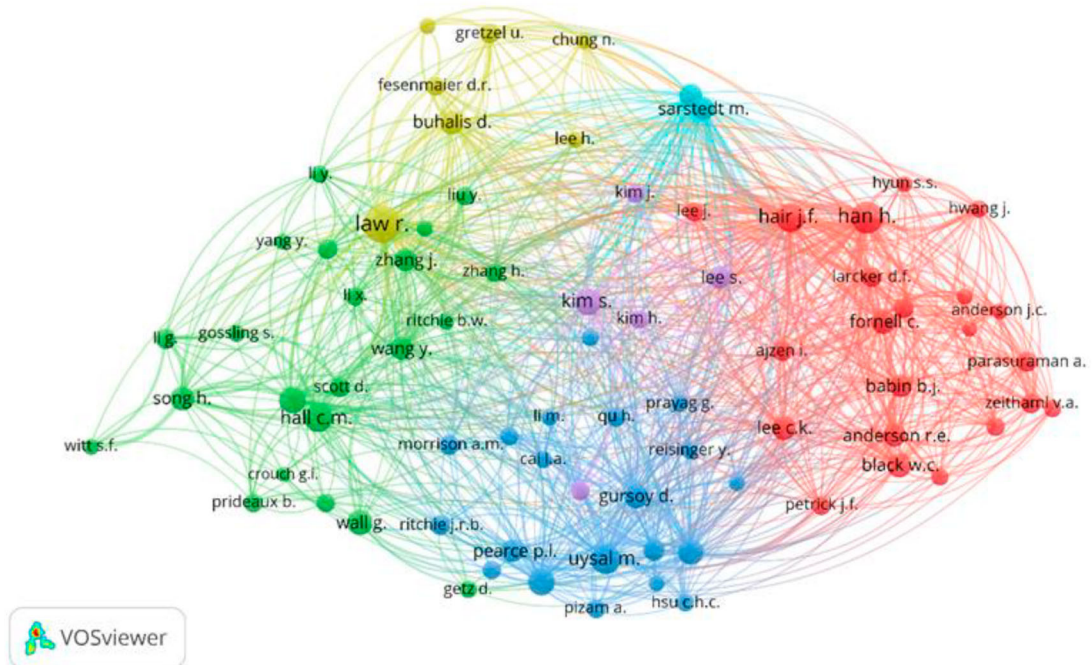 gretzel u.
chung n.
fesenmaier d.r.
sarstedt m.
buhalis d.
lee h.
li y.
hyun s.s.
kim j.
liu y.
lee j.
hwang j.
law r.
hair j.f.
han h.
yang y.
zhang j.
zhang h.
lee s.
larcker d.f.
li x.
kim s.
anderson j.c.
kim h.
ritchie b.w.
fornell c.
li g.
gossling s.
wang y.
ajzen i.
parasuraman a.
scott d.
babin b.j.
song h.
prayag g.
zeithaml v.a.
hall c.m.
li m.
qu h.
lee c.k.
anderson r.e.
witt s.f.
morrison a.m.
reisinger y.
cai l.a.
black w.c.
crouch g.i.
gursoy d.
prideaux b.
petrick j.f.
wall g.
ritchie j.r.b.
pearce p.l.
uysal m.
getz d.
pizam a.
hsu c.h.c.
VOSviewer